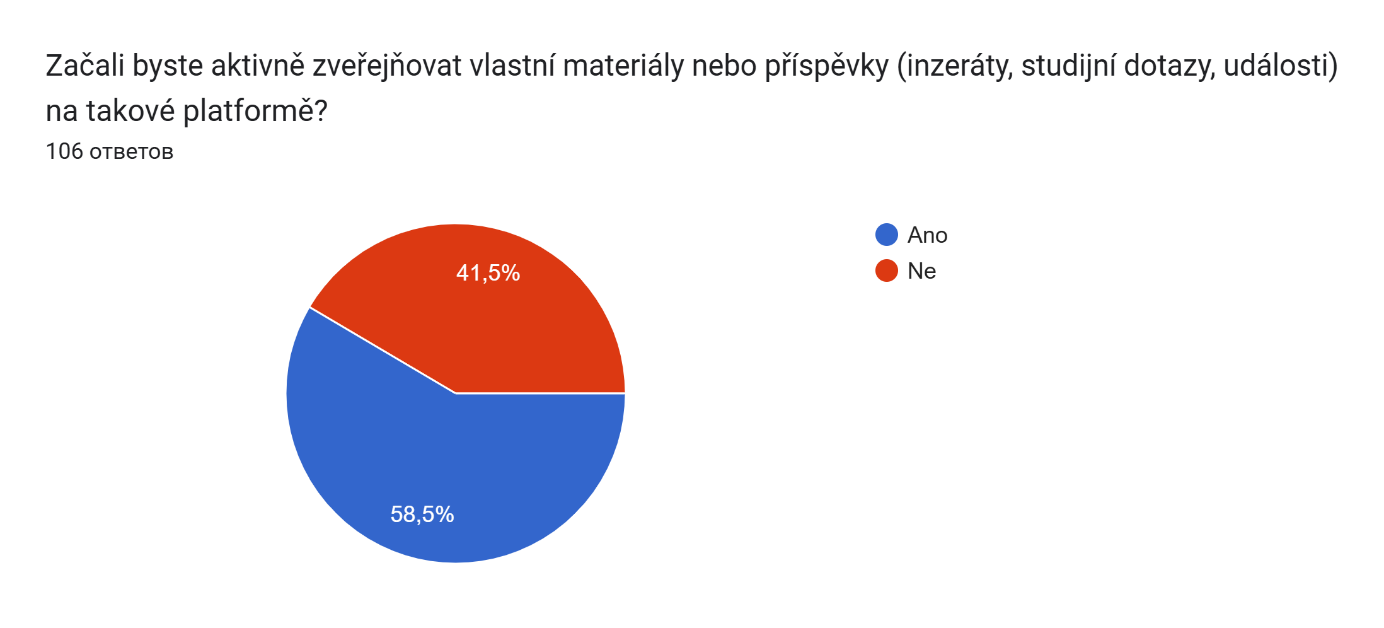 Začali byste aktivně zveřejňovat vlastní materiály nebo příspěvky (inzeráty, studijní dotazy, události)
na takové platformě?
106 ответов
Ano
Ne
41,5%
58,5%